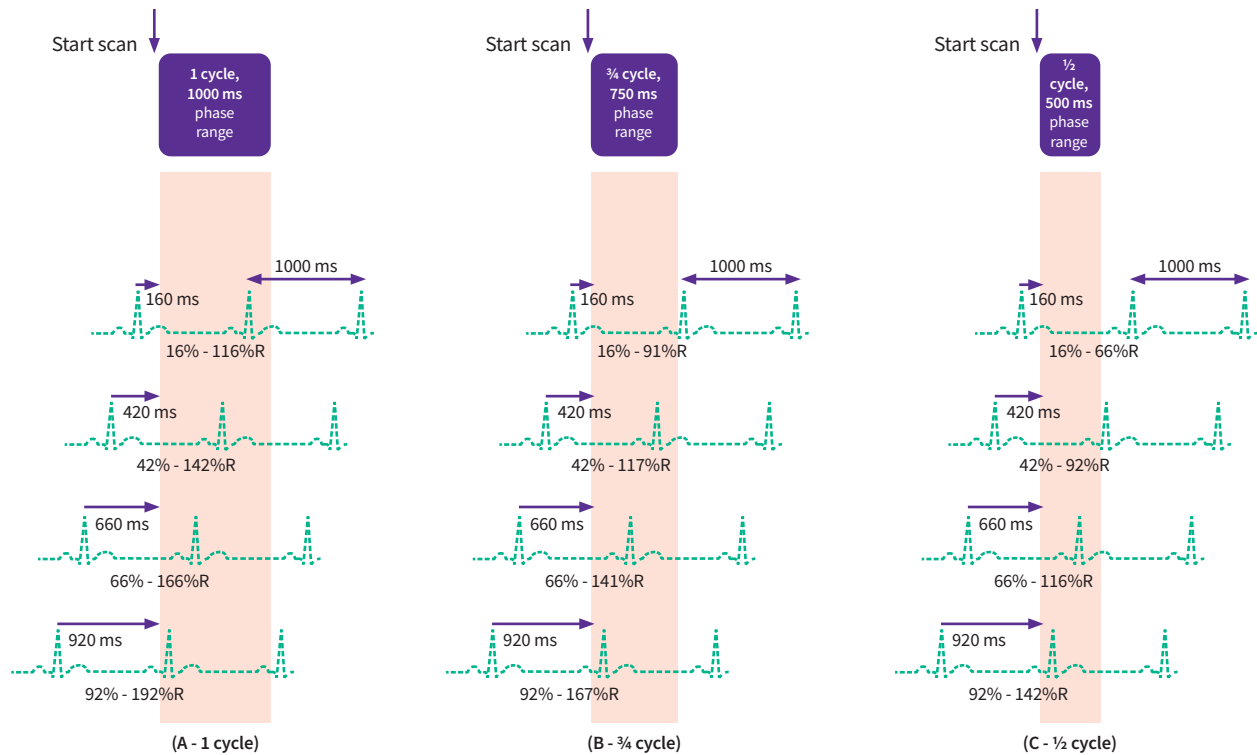 Start scan
1 cycle,
1000 ms
phase
range
1000 ms
160 ms
16% - 116%R
420 ms
42% - 142%R
660 ms
66% - 166%R
920 ms
92% - 192%R
(A - 1 cycle)
Start scan
¾ cycle,
750 ms
phase
range
1000 ms
160 ms
16% - 91%R
420 ms
42% - 117%R
660 ms
66% - 141%R
920 ms
92% - 167%R
(B - ¾ cycle)
Start scan
½
cycle,
500 ms
phase
range
1000 ms
160 ms
16% - 66%R
420 ms
42% - 92%R
660 ms
66% - 116%R
920 ms
92% - 142%R
(C - ½ cycle)